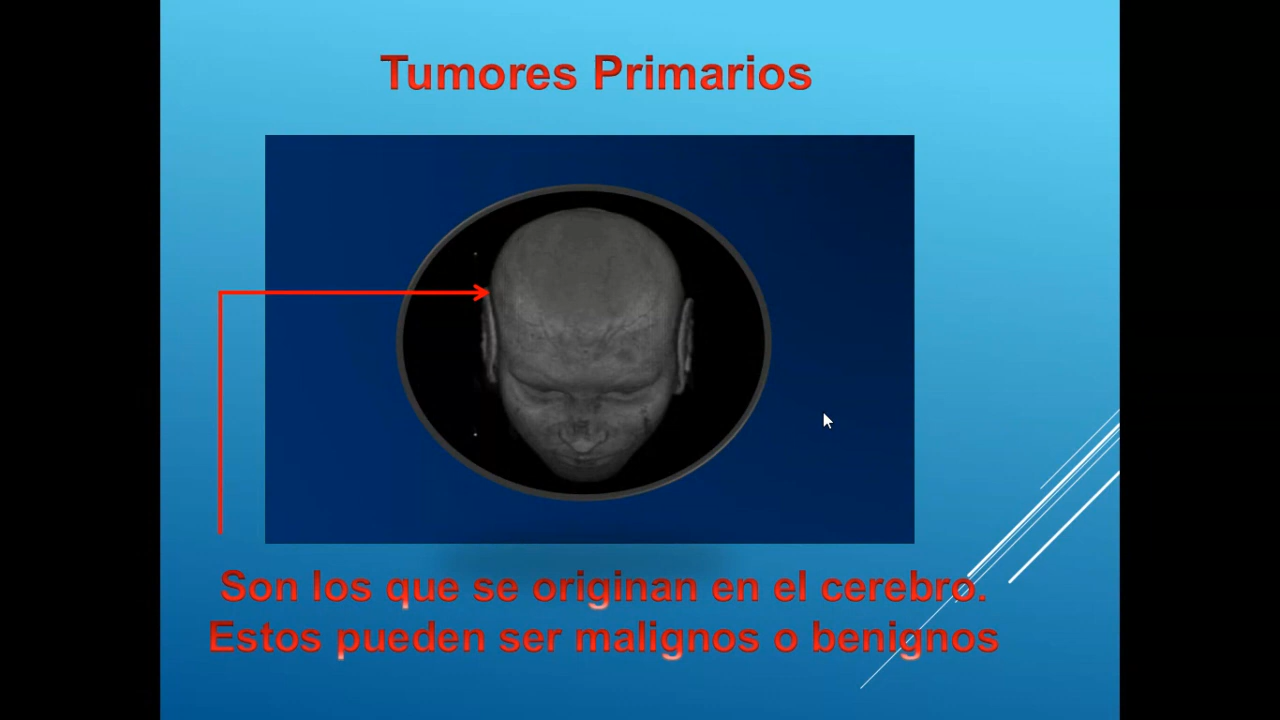 Tumores Primarios
Son los que se originan en el cerebro.
Estos pueden ser malignos o benignos